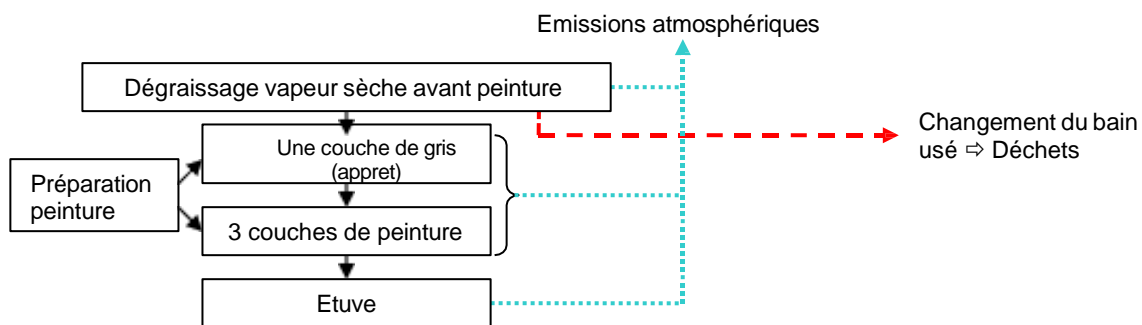 Emissions atmosphériques
Dégraissage vapeur sèche avant peinture
Changement du bain
usé ⇨ Déchets
Une couche de gris
(appret)
Préparation
peinture
3 couches de peinture
Etuve